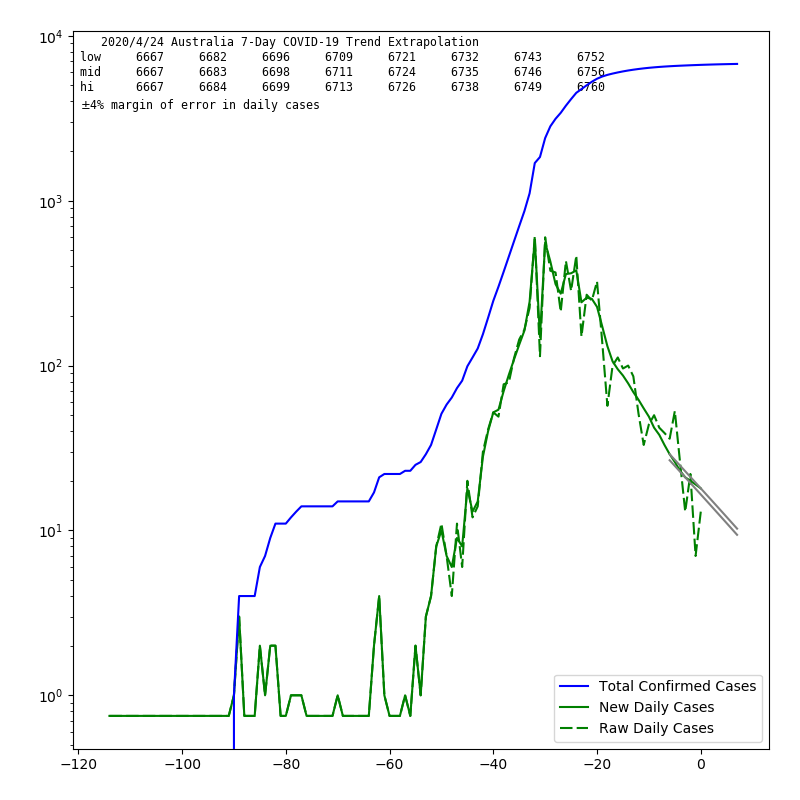 2020/4/24 Australia 7-Day COVID-19 Trend Extrapolation
low 6667 6682 6696 6709 6721 6732 6743 6752
mid 6667 6683 6698 6711 6724 6735 6746 6756
hi 6667 6684 6699 6713 6726 6738 6749 6760
±4% margin of error in daily cases
10⁴
10³
10²
10¹
10⁰
Total Confirmed Cases
New Daily Cases
Raw Daily Cases
−120 −100 −80 −60 −40 −20 0